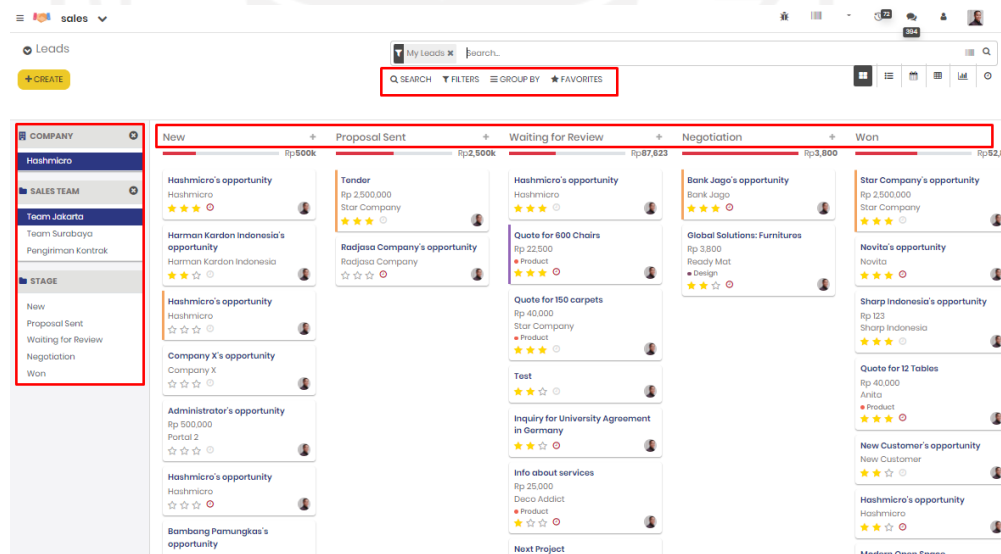 sales
72
394
Leads
My Leads ×
Search...
+CREATE
SEARCH FILTERS GROUP BY FAVORITES
COMPANY
Hashmicro
SALES TEAM
Team Jakarta
Team Surabaya
Pengiriman Kontrak
STAGE
New
Proposal Sent
Waiting for Review
Negotiation
Won
New +
Rp500k
Hashmicro's opportunity
Hashmicro
Harman Kardon Indonesia's
opportunity
Harman Kardon Indonesia
Hashmicro's opportunity
Hashmicro
Company X's opportunity
Company X
Administrator's opportunity
Rp 500,000
Portal 2
Hashmicro's opportunity
Hashmicro
Bambang Pamungkas's
opportunity
Proposal Sent +
Rp2,500k
Tender
Rp 2,500,000
Star Company
Radjasa Company's opportunity
Radjasa Company
Waiting for Review +
Rp87,623
Hashmicro's opportunity
Hashmicro
Quote for 600 Chairs
Rp 22,500
Product
Quote for 150 carpets
Rp 40,000
Star Company
Product
Test
Inquiry for University Agreement
in Germany
Info about services
Rp 25,000
Deco Addict
Product
Next Project
Negotiation +
Rp3,800
Bank Jago's opportunity
Bank Jago
Global Solutions: Furnitures
Rp 3,800
Ready Mat
Design
Won
Rp52,
Star Company's opportunity
Rp 2,500,000
Star Company
Novita's opportunity
Novita
Sharp Indonesia's opportunity
Rp 123
Sharp Indonesia
Quote for 12 Tables
Rp 40,000
Anita
Product
New Customer's opportunity
New Customer
Hashmicro's opportunity
Hashmicro
Modern Open Space